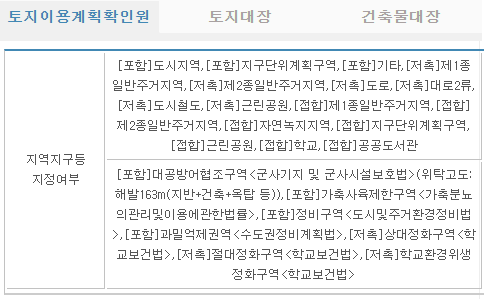 토지이용계획확인원 토지대장 건축물대장
지역지구등
지정여부
[포함]도시지역,[포함]지구단위계획구역,[포함]기타,[저촉]제1종
일반주거지역,[저촉]제2종일반주거지역,[저촉]도로,[저촉]대로2류,
[저촉]도시철도,[저촉]근린공원,[접합]제1종일반주거지역,[접합]
제2종일반주거지역,[접합]자연녹지지역,[접합]지구단위계획구역,
[접합]근린공원,[접합]학교,[접합]공공도서관
[포함]대공방어협조구역<군사기지 및 군사시설보호법>(위탁고도:
해발163m(지반+건축+옥탑 등)),[포함]가축사육제한구역<가축분뇨
의관리및이용에관한법률>,[포함]정비구역<도시및주거환경정비법
>,[포함]과밀억제권역<수도권정비계획법>,[저촉]상대정화구역<학
교보건법>,[저촉]절대정화구역<학교보건법>,[저촉]학교환경위생
정화구역<학교보건법>